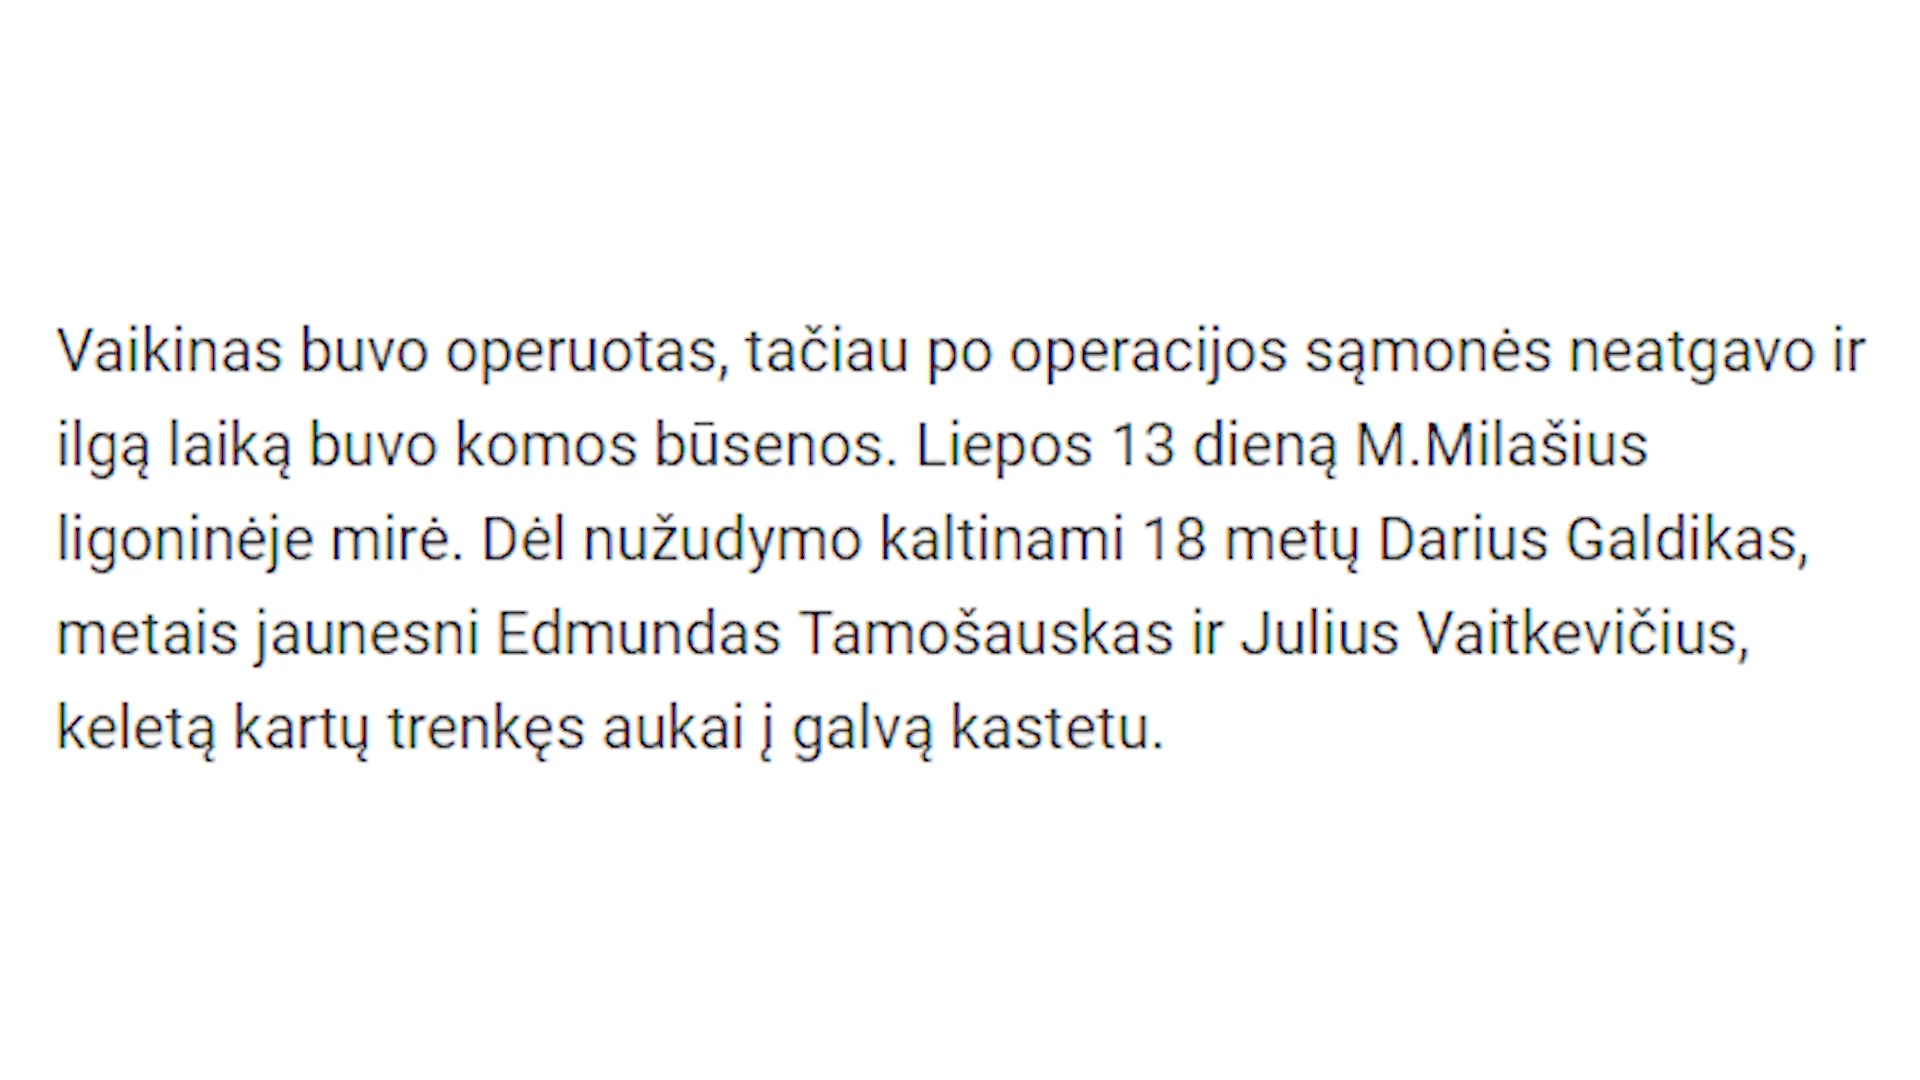 Vaikinas buvo operuotas, tačiau po operacijos sąmonės neatgavo ir
ilgą laiką buvo komos būsenos. Liepos 13 dieną M.Milašius
ligoninėje mirė. Dėl nužudymo kaltinami 18 metų Darius Galdikas,
metais jaunesni Edmundas Tamošauskas ir Julius Vaitkevičius,
keletą kartų trenkęs aukai į galvą kastetu.